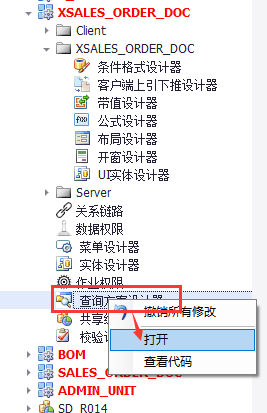 XSALES_ORDER_DOC
Client
XSALES_ORDER_DOC
条件格式设计器
客户端上引下推设计器
带值设计器
公式设计器
布局设计器
开窗设计器
UI实体设计器
Server
关系链路
数据权限
菜单设计器
实体设计器
作业权限
查询方案设计器
撤销所有修改
共享
打开
校验
查看代码
BOM
SALES_ORDER_DOC
ADMIN_UNIT
SD_R014